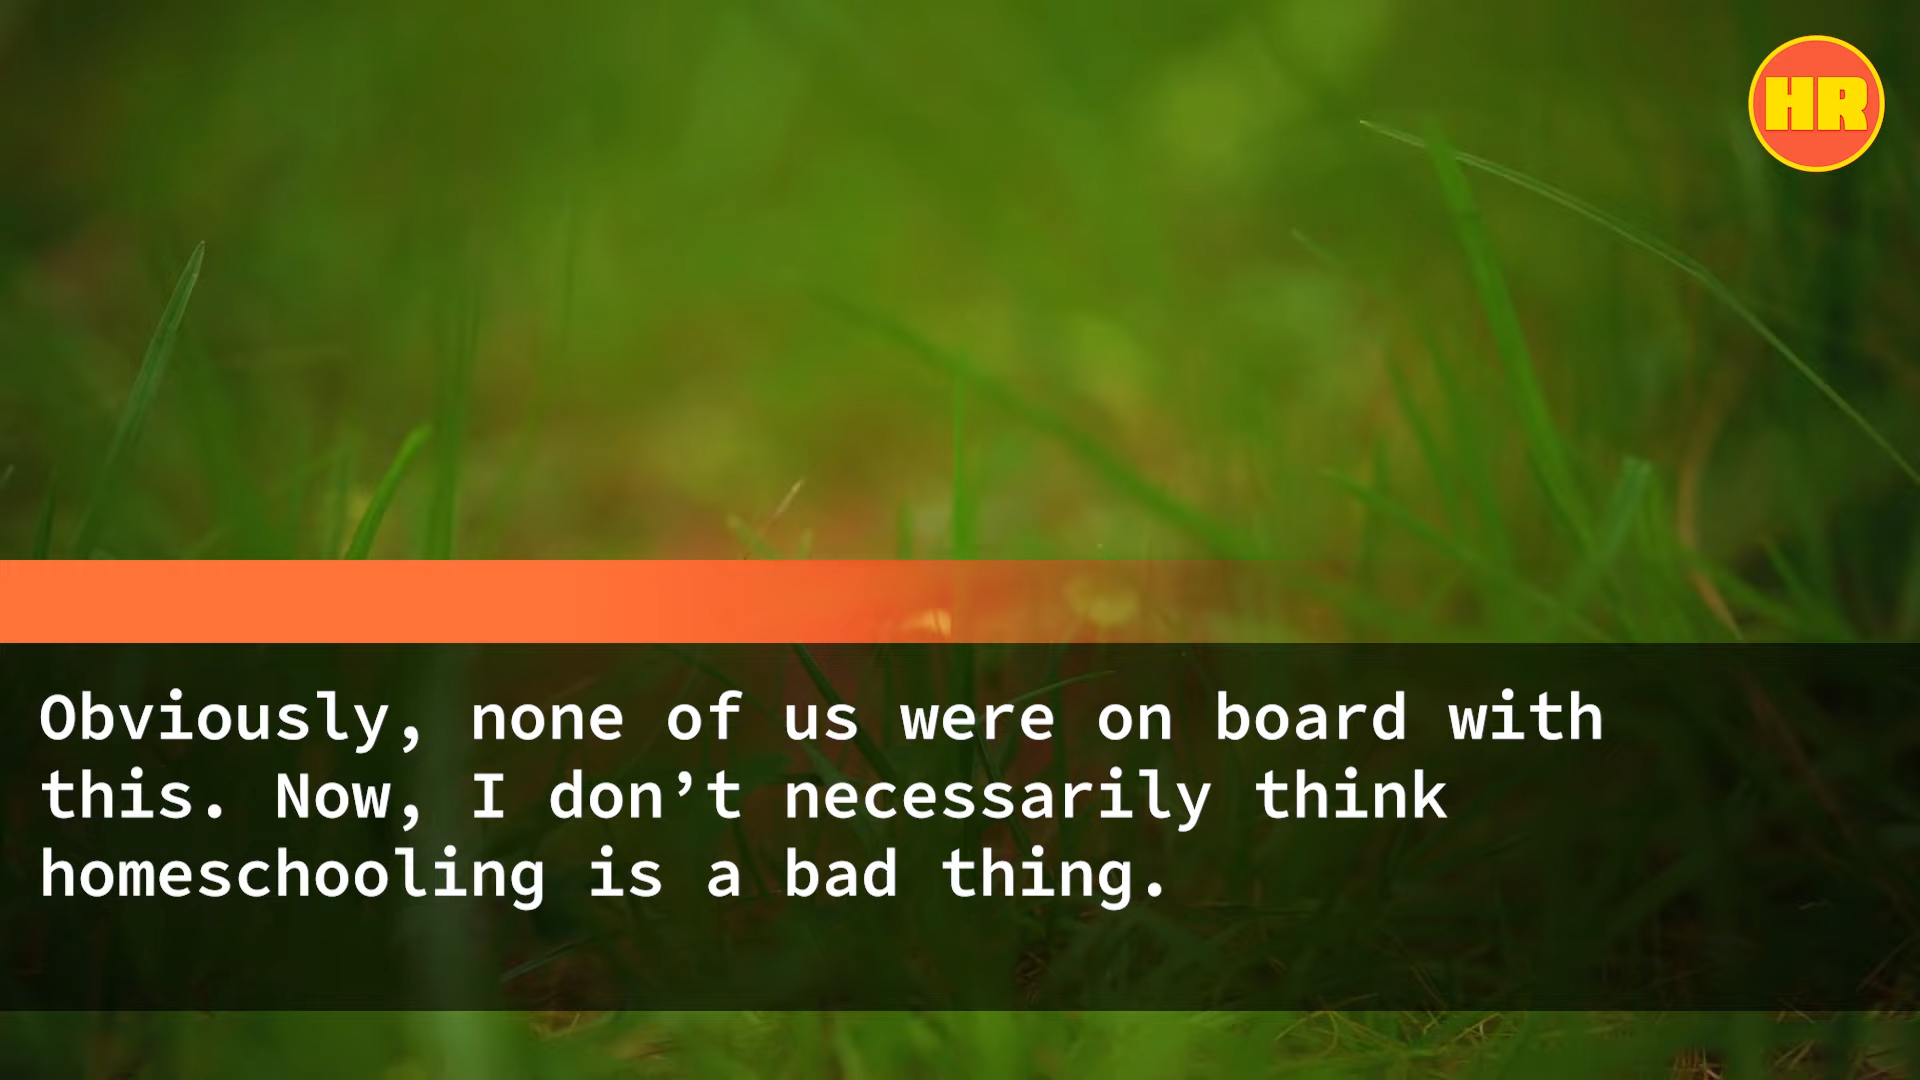 HR
Obviously, none of us were on board with
this. Now, I don’t necessarily think
homeschooling is a bad thing.